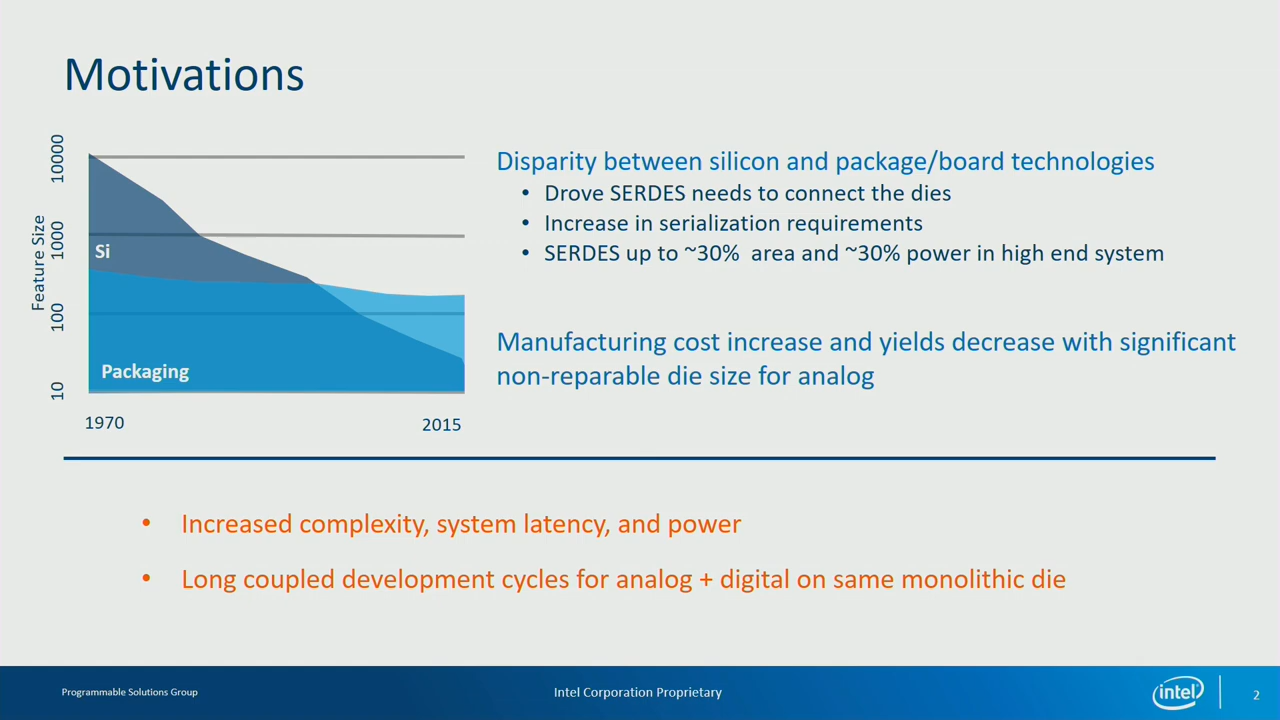 Motivations
Feature Size
10000
1000
100
10
Si
Packaging
1970
2015
Disparity between silicon and package/board technologies
• Drove SERDES needs to connect the dies
• Increase in serialization requirements
• SERDES up to ~30% area and ~30% power in high end system
Manufacturing cost increase and yields decrease with significant
non-reparable die size for analog
• Increased complexity, system latency, and power
• Long coupled development cycles for analog + digital on same monolithic die
Programmable Solutions Group
Intel Corporation Proprietary
intel
2